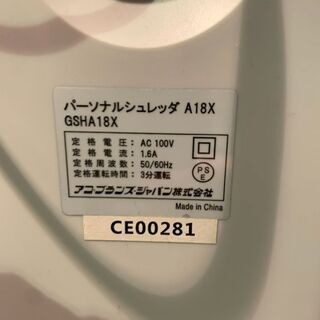 パーソナルシュレッダ A18X
GSHA18X
定格電圧：AC 100V
定格電流：1.6A
定格周波数：50/60Hz
定格運転時間：3分運転
PSE
アコ・ブランズ・ジャパン株式会社
Made in China
CE00281